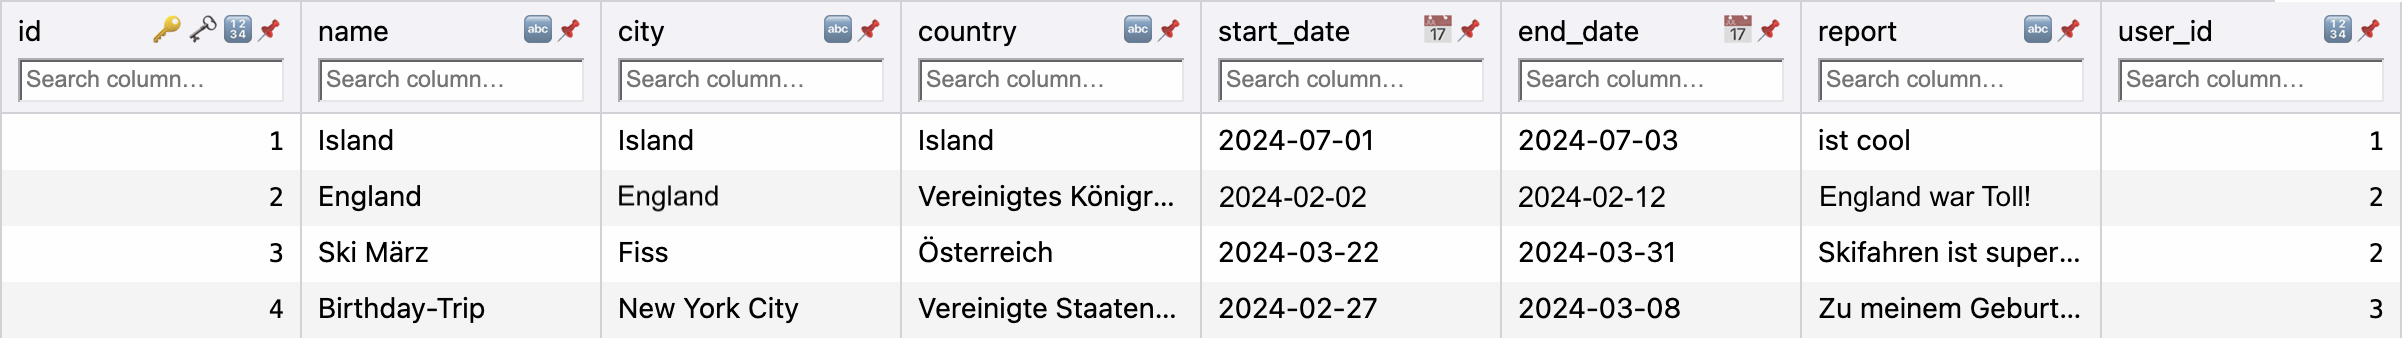 id name city country start_date end_date report user_id
Search column... Search column... Search column... Search column... Search column... Search column... Search column... Search column...
1 Island Island Island 2024-07-01 2024-07-03 ist cool 1
2 England England Vereinigtes Königr... 2024-02-02 2024-02-12 England war Toll! 2
3 Ski März Fiss Österreich 2024-03-22 2024-03-31 Skifahren ist super... 2
4 Birthday-Trip New York City Vereinigte Staaten... 2024-02-27 2024-03-08 Zu meinem Geburt... 3